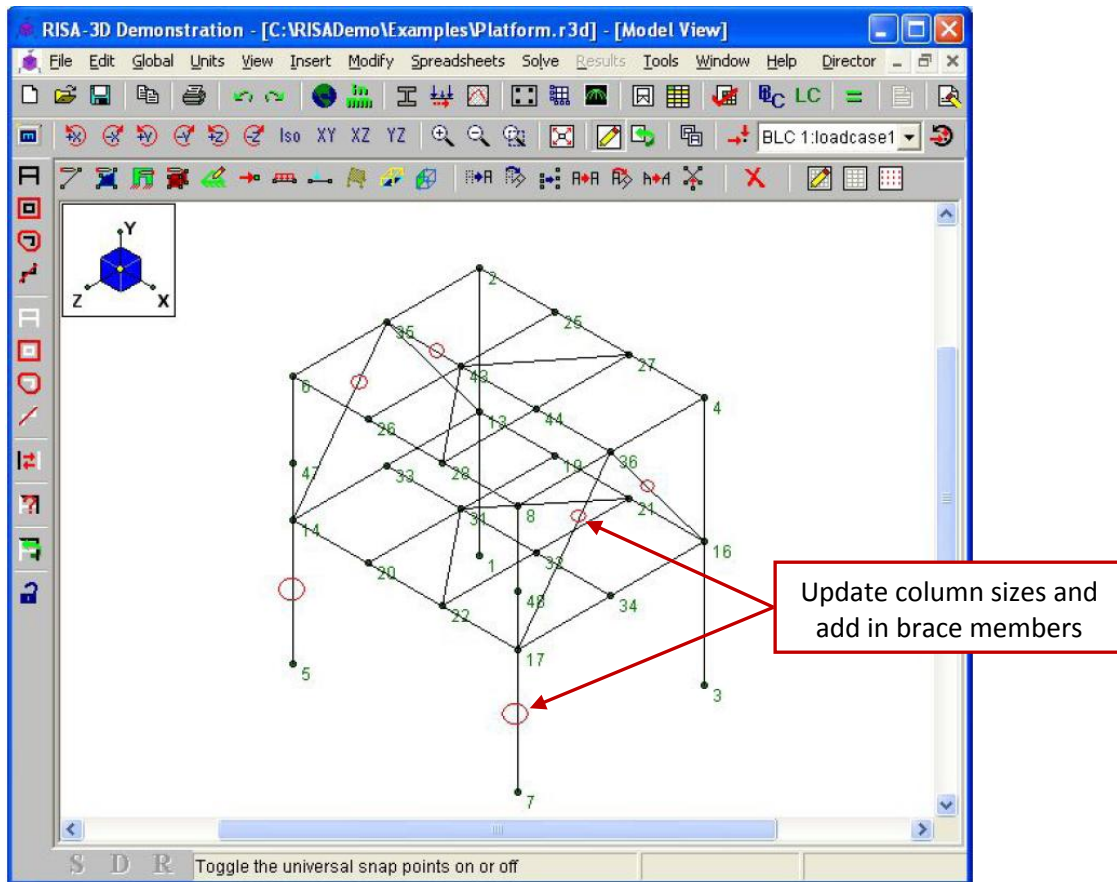 RISA-3D Demonstration - [C:\RISADemo\Examples\Platform.r3d] - [Model View]
File Edit Global Units View Insert Modify Spreadsheets Solve Results Tools Window Help Director
in
mm
BC LC =
+X -X +Y -Y +Z -Z Iso XY XZ YZ BLC 1:loadcase1
Y
Z X
2
35 25
6 43 27
26 13 44 4
47 33 28 19 36
14 31 8 21
20 1 32 16
22 48 34
5 17 3
7
Update column sizes and
add in brace members
S D R Toggle the universal snap points on or off